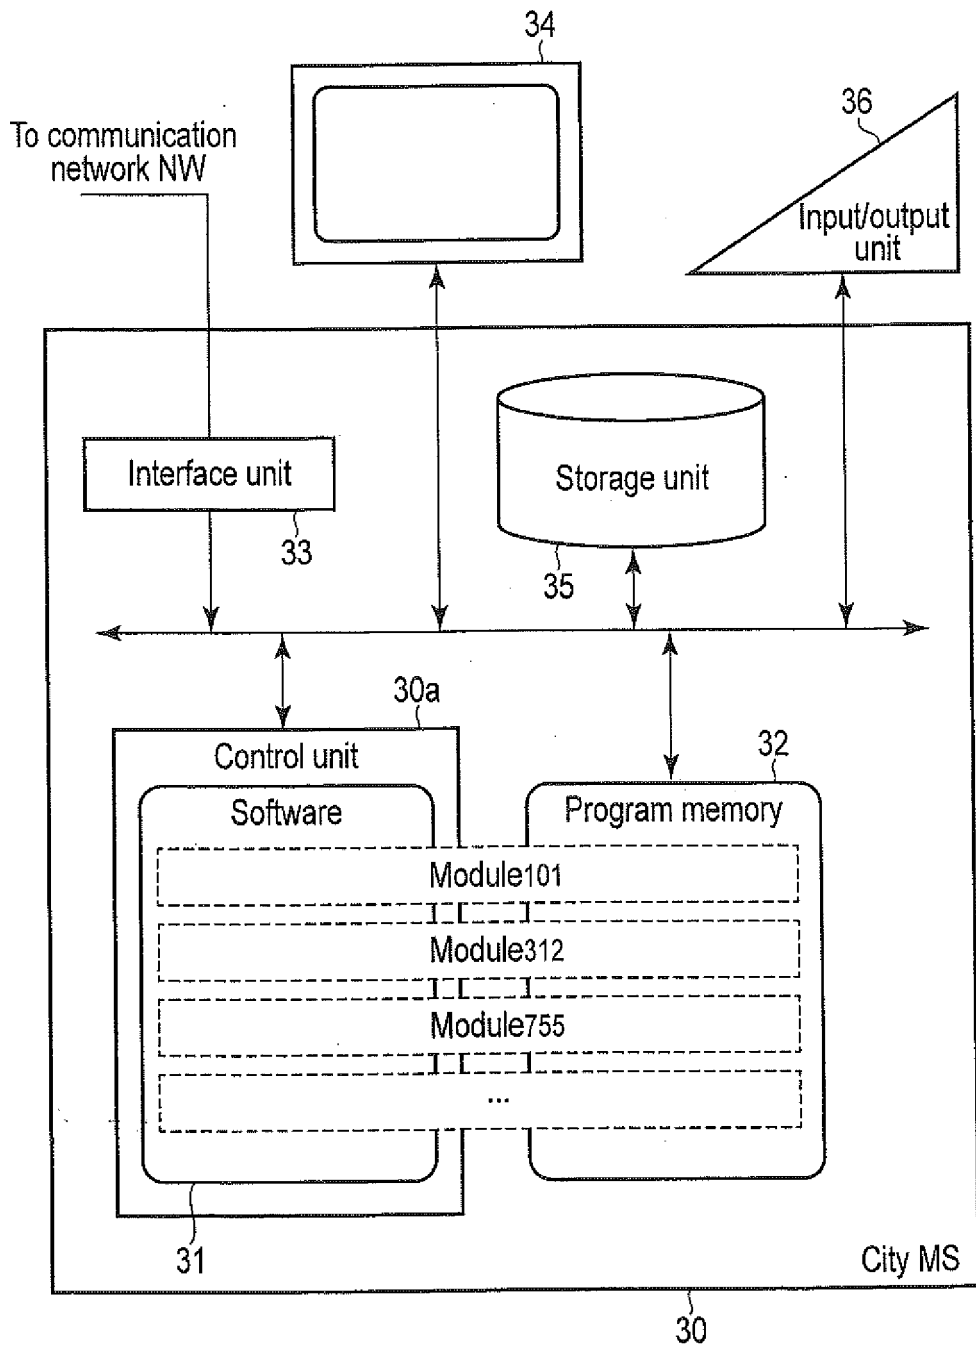 34
To communication
network NW
36
Input/output
unit
Interface unit
33
Storage unit
35
30a
Control unit
Software
32
Program memory
Module101
Module312
Module755
...
31
City MS
30